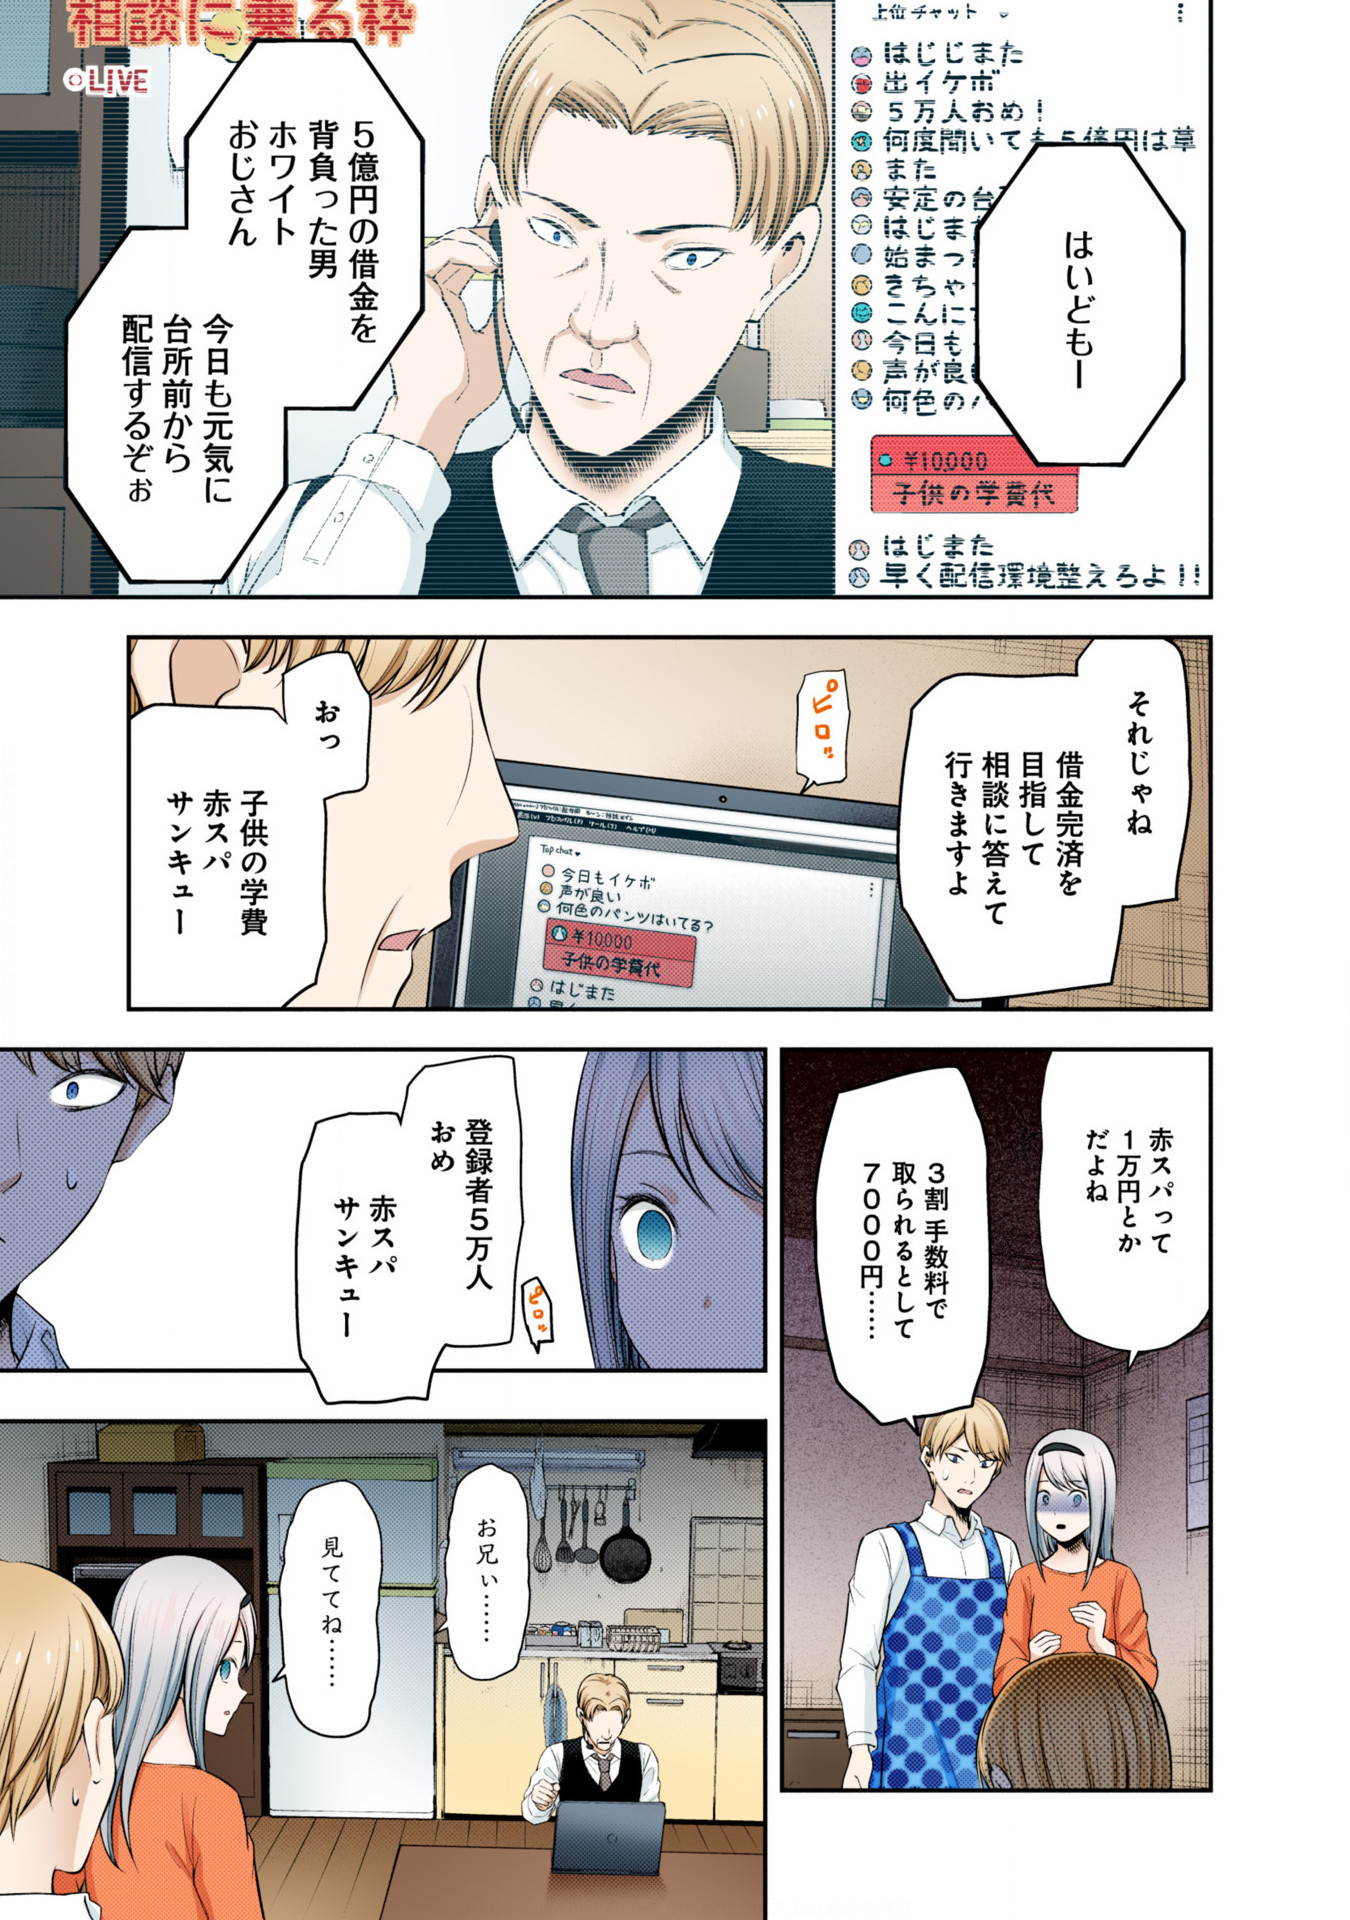 相談に乗る枠
LIVE
上位チャット
はじじまた
出イケボ
5万人おめ!
何度聞いても5億円は草
また
安定の台
はじま
始まっ
きちゃ
こんに
今日も
声が良
何色のパ
¥10,000
子供の学費代
はじまた
早く配信環境整えろよ!!
はいどもー
5億円の借金を
背負った男
ホワイト
おじさん
今日も元気に
台所前から
配信するぞぉ
それじゃね
借金完済を
目指して
相談に答えて
行きますよ
ピロッ
Top chat
今日もイケボ
声が良い
何色のパンツはいてる?
¥10000
子供の学費代
はじまた
早く
おっ
子供の学費
赤スパ
サンキュー
赤スパって
1万円とか
だよね
3割手数料で
取られるとして
7000円……
登録者5万人
おめ
赤スパ
サンキュー
ピロッ
お兄ぃ……
見ててね……